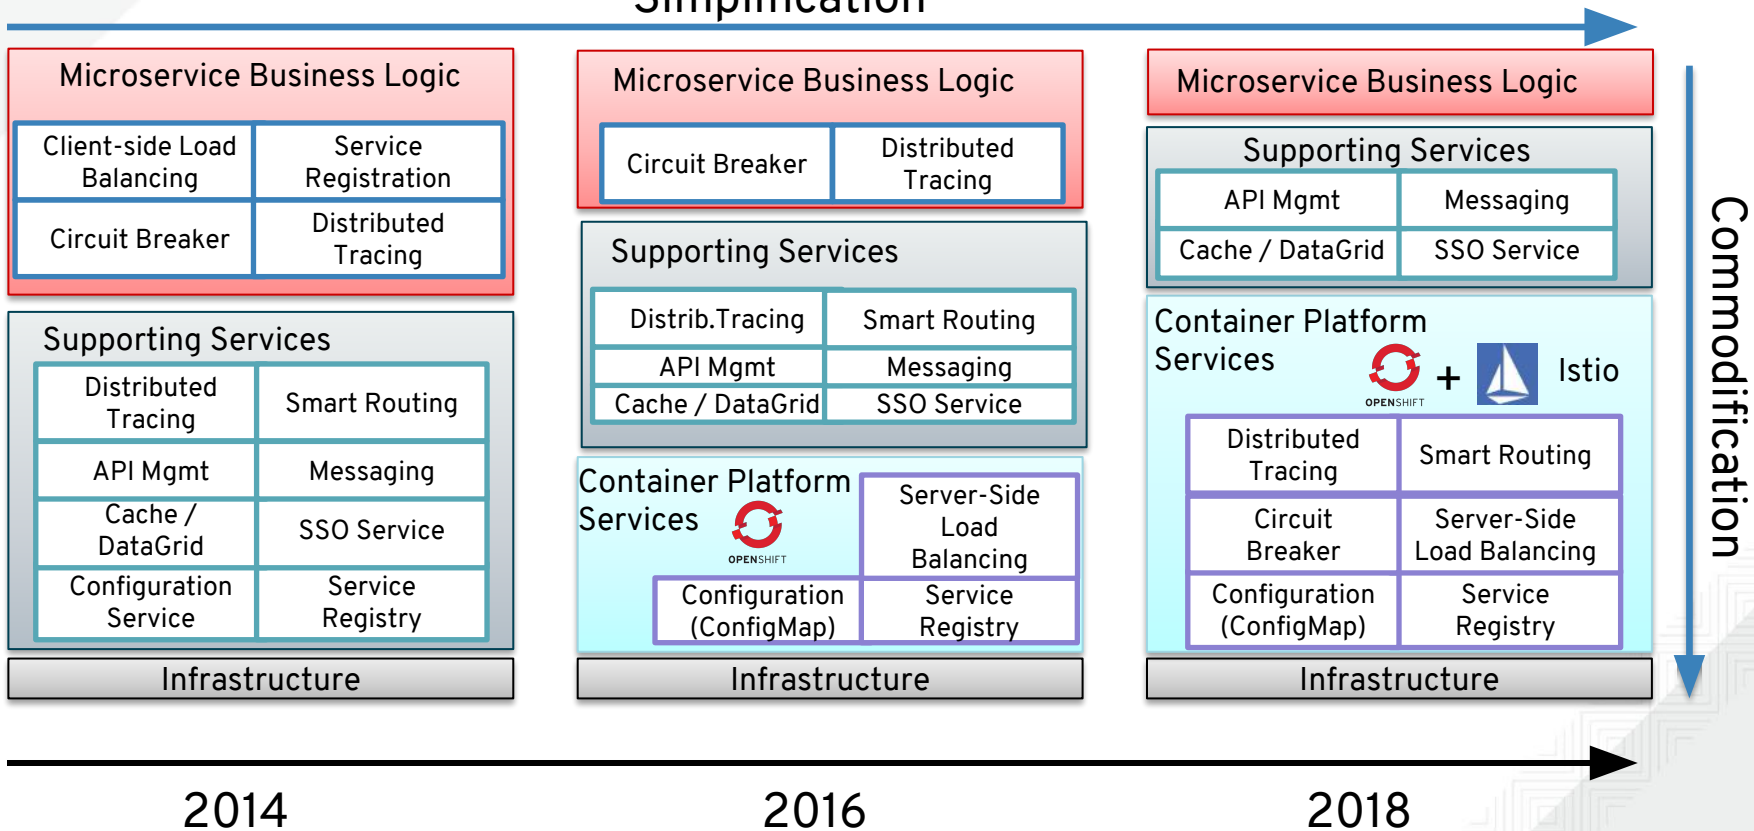 Simplification
Microservice Business Logic
Client-side Load
Balancing
Service
Registration
Circuit Breaker
Distributed
Tracing
Supporting Services
Distributed
Tracing
Smart Routing
API Mgmt
Messaging
Cache /
DataGrid
SSO Service
Configuration
Service
Service
Registry
Infrastructure
2014
Microservice Business Logic
Circuit Breaker
Distributed
Tracing
Supporting Services
Distrib.Tracing
Smart Routing
API Mgmt
Messaging
Cache / DataGrid
SSO Service
Container Platform
Services
OPENSHIFT
Server-Side
Load
Balancing
Configuration
(ConfigMap)
Service
Registry
Infrastructure
2016
Microservice Business Logic
Supporting Services
API Mgmt
Messaging
Cache / DataGrid
SSO Service
Container Platform
Services
OPENSHIFT
+
Istio
Distributed
Tracing
Smart Routing
Circuit
Breaker
Server-Side
Load Balancing
Configuration
(ConfigMap)
Service
Registry
Infrastructure
2018
Commodification